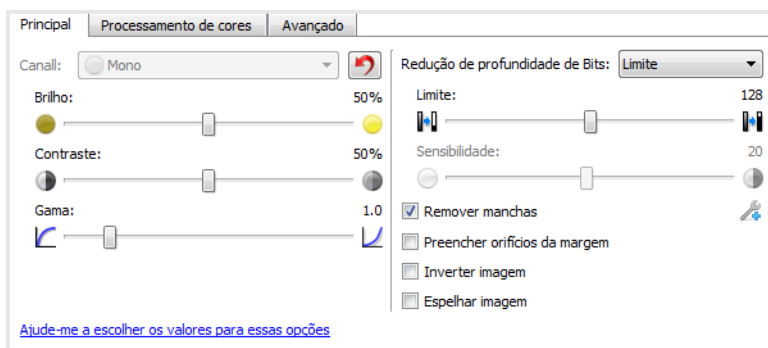 Principal Processamento de cores Avançado
Canall: Mono
Brilho: 50%
Contraste: 50%
Gama: 1.0
Ajude-me a escolher os valores para essas opções
Redução de profundidade de Bits: Limite
Limite: 128
Sensibilidade: 20
Remover manchas
Preencher orifícios da margem
Inverter imagem
Espelhar imagem